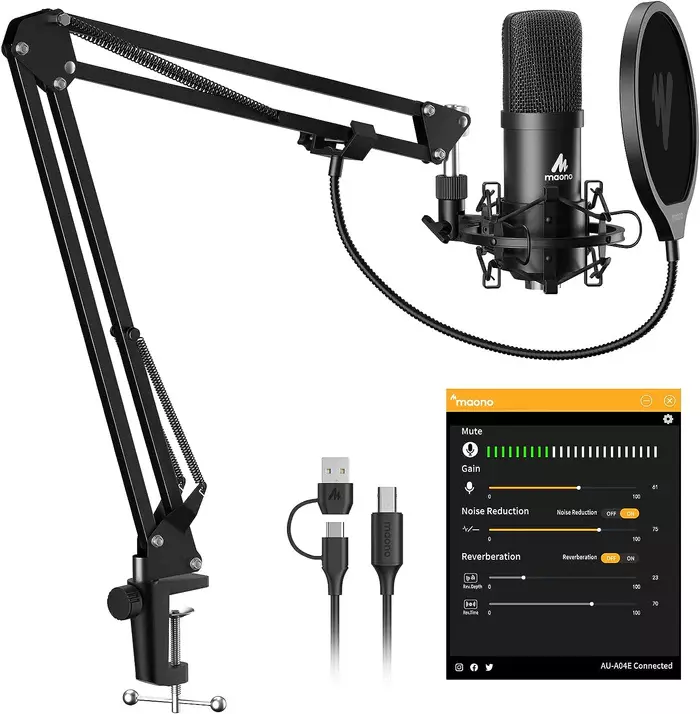 maono
maono
maono
Mute
Gain
61
0 100
Noise Reduction Noise Reduction OFF ON
75
0 100
Reverberation Reverberation OFF ON
23
Rev.Depth 0 100
70
Rev.Time 0 100
AU-A04E Connected